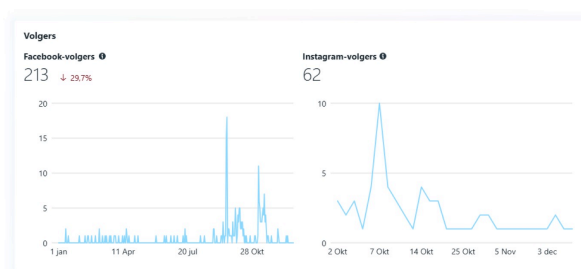 Volgers
Facebook-volgers
213 ↓ 29,7%
20
15
10
5
0
1 jan 11 Apr 20 jul 28 Okt
Instagram-volgers
62
10
5
0
2 Okt 7 Okt 14 Okt 25 Okt 5 Nov 3 dec